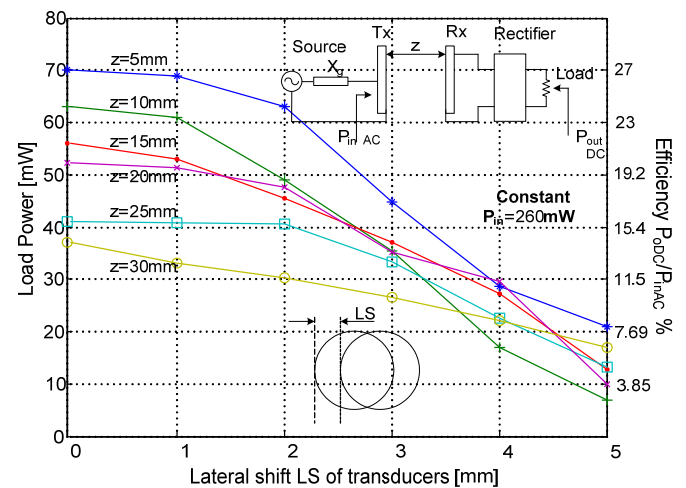 Tx
Rx
Rectifier
Source
z
Xg
Load
Pin AC
Pout DC
z=5mm
z=10mm
z=15mm
z=20mm
z=25mm
z=30mm
Constant
Pin=260mW
LS
80
70
60
50
40
30
20
10
0
Load Power [mW]
27
23
19.2
15.4
11.5
7.69
3.85
Efficiency PoDC/PinAC %
0
1
2
3
4
5
Lateral shift LS of transducers [mm]